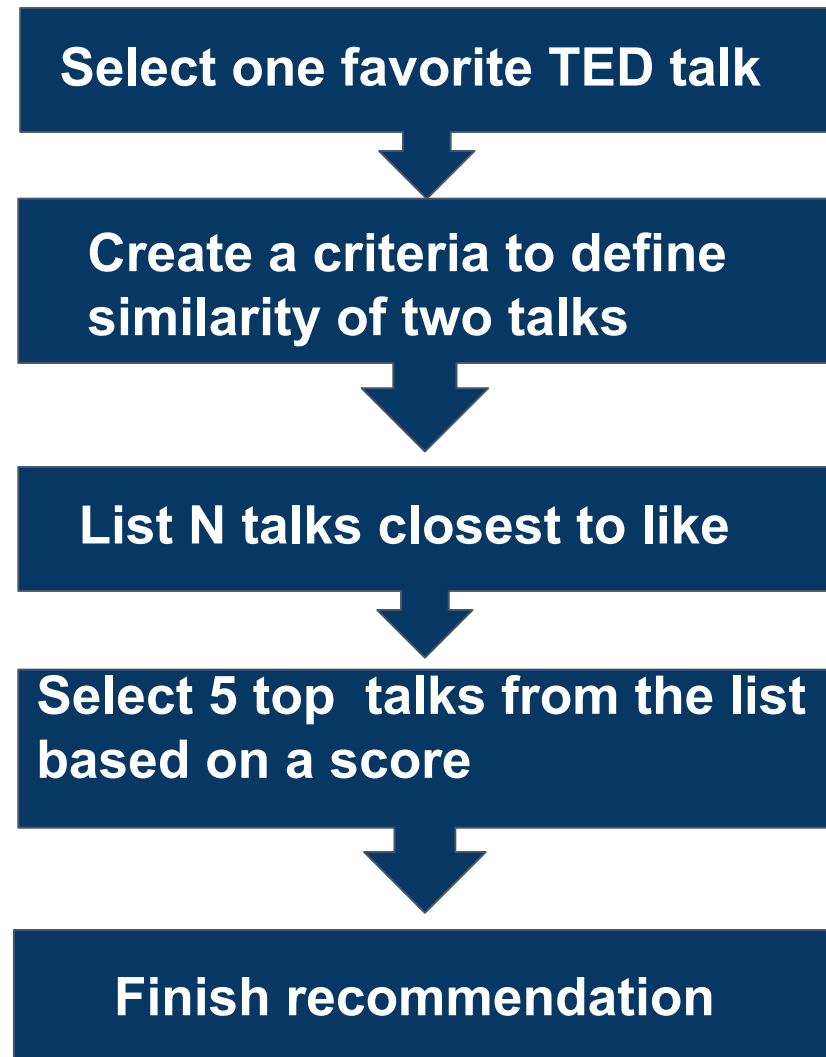 Select one favorite TED talk
Create a criteria to define
similarity of two talks
List N talks closest to like
Select 5 top  talks from the list
based on a score
Finish recommendation